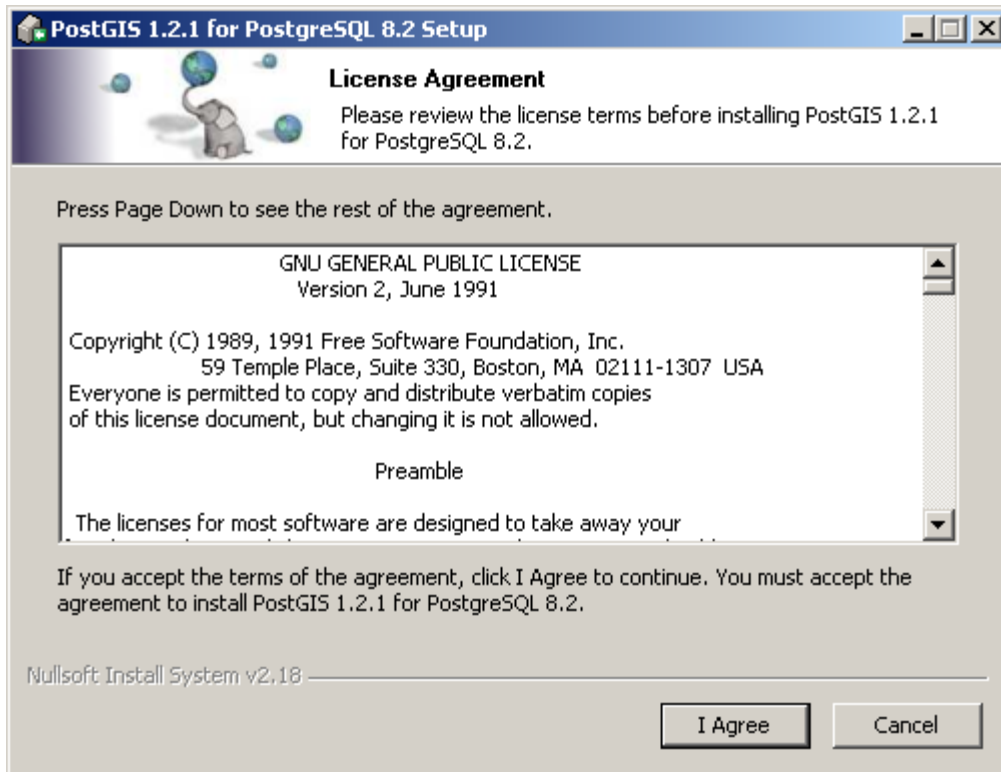 PostGIS 1.2.1 for PostgreSQL 8.2 Setup
License Agreement
Please review the license terms before installing PostGIS 1.2.1
for PostgreSQL 8.2.
Press Page Down to see the rest of the agreement.
GNU GENERAL PUBLIC LICENSE
Version 2, June 1991
Copyright (C) 1989, 1991 Free Software Foundation, Inc.
59 Temple Place, Suite 330, Boston, MA  02111-1307  USA
Everyone is permitted to copy and distribute verbatim copies
of this license document, but changing it is not allowed.
Preamble
The licenses for most software are designed to take away your
If you accept the terms of the agreement, click I Agree to continue. You must accept the
agreement to install PostGIS 1.2.1 for PostgreSQL 8.2.
Nullsoft Install System v2.18
I Agree
Cancel